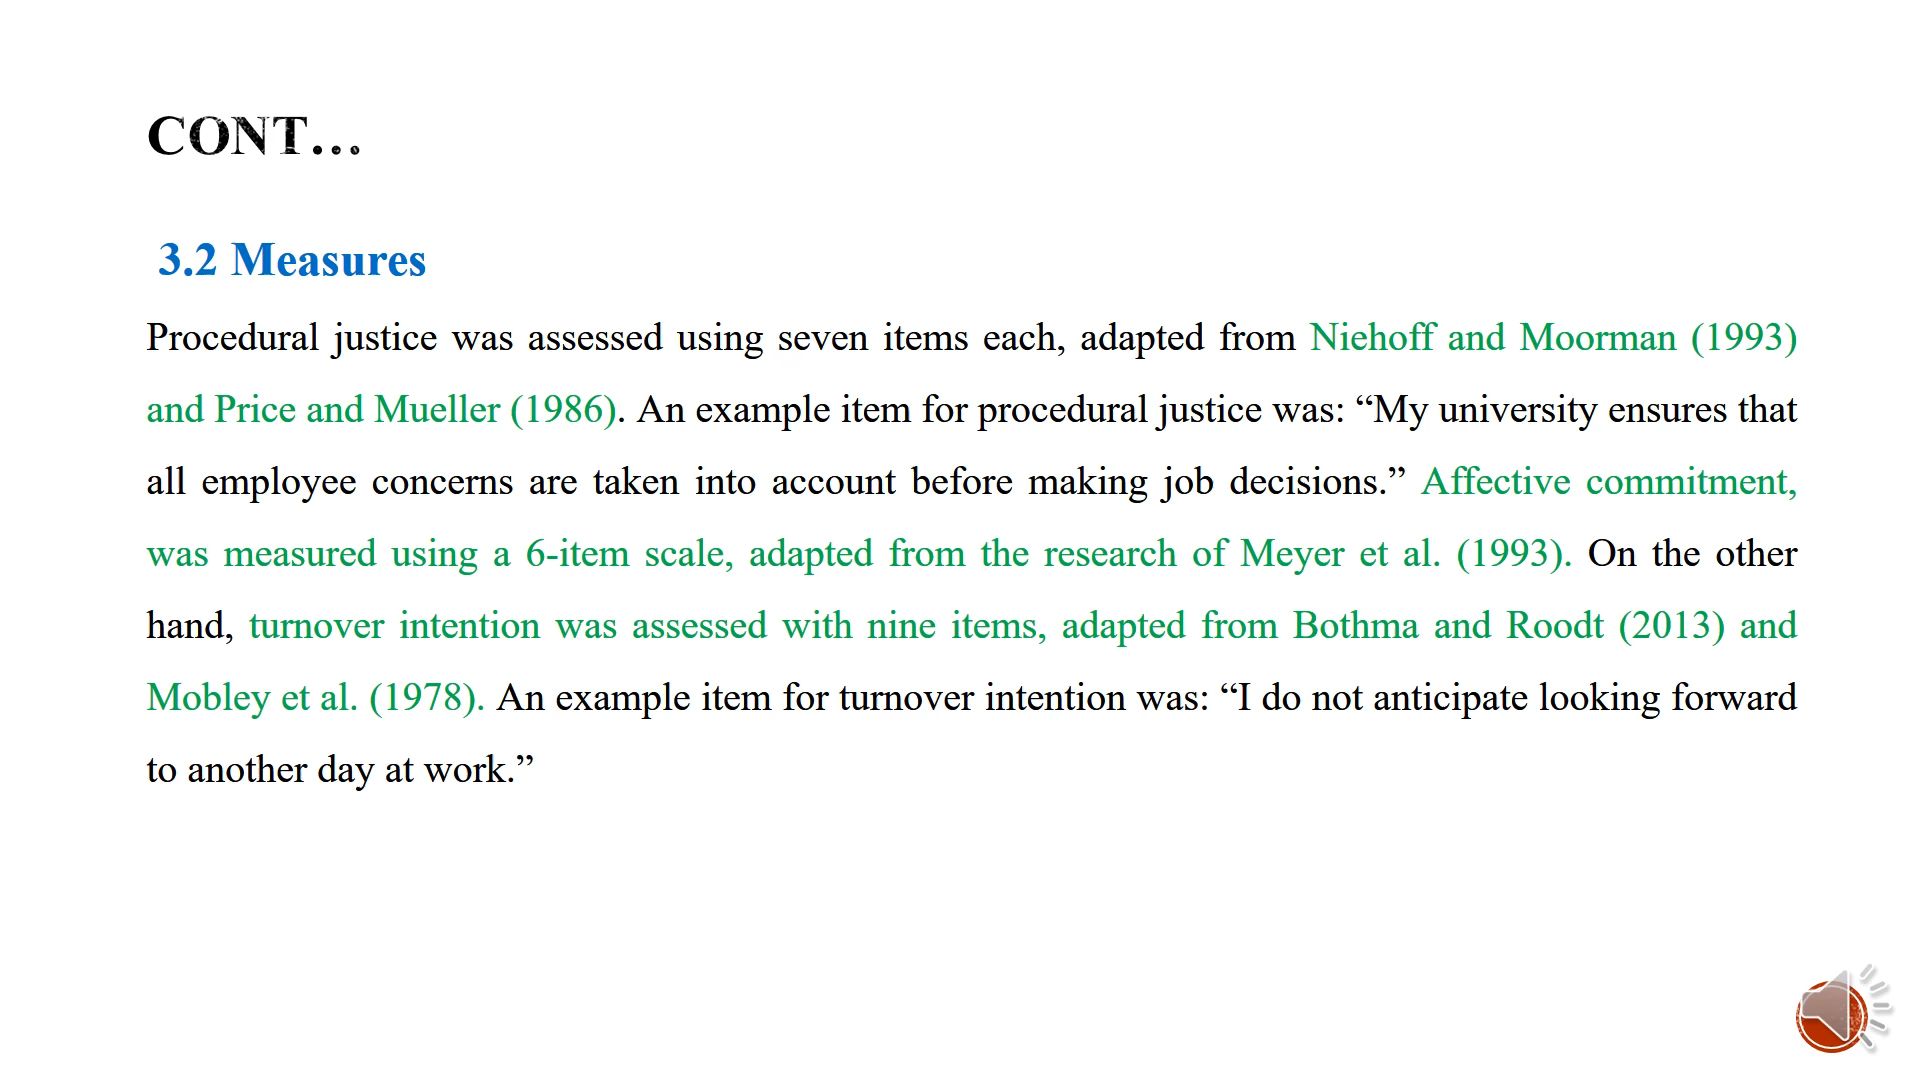 CONT…
3.2 Measures
Procedural justice was assessed using seven items each, adapted from Niehoff and Moorman (1993)
and Price and Mueller (1986). An example item for procedural justice was: “My university ensures that
all employee concerns are taken into account before making job decisions.” Affective commitment,
was measured using a 6-item scale, adapted from the research of Meyer et al. (1993). On the other
hand, turnover intention was assessed with nine items, adapted from Bothma and Roodt (2013) and
Mobley et al. (1978). An example item for turnover intention was: “I do not anticipate looking forward
to another day at work.”